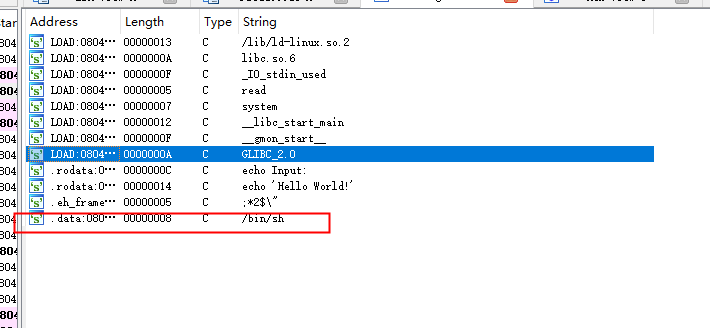 Address Length Type String
LOAD:0804… 00000013 C /lib/ld-linux.so.2
LOAD:0804… 0000000A C libc.so.6
LOAD:0804… 0000000F C _IO_stdin_used
LOAD:0804… 00000005 C read
LOAD:0804… 00000007 C system
LOAD:0804… 00000012 C __libc_start_main
LOAD:0804… 0000000F C __gmon_start__
LOAD:0804… 0000000A C GLIBC_2.0
.rodata:0… 0000000C C echo Input:
.rodata:0… 00000014 C echo 'Hello World!'
.eh_frame… 00000005 C ;*2$\"
.data:080… 00000008 C /bin/sh